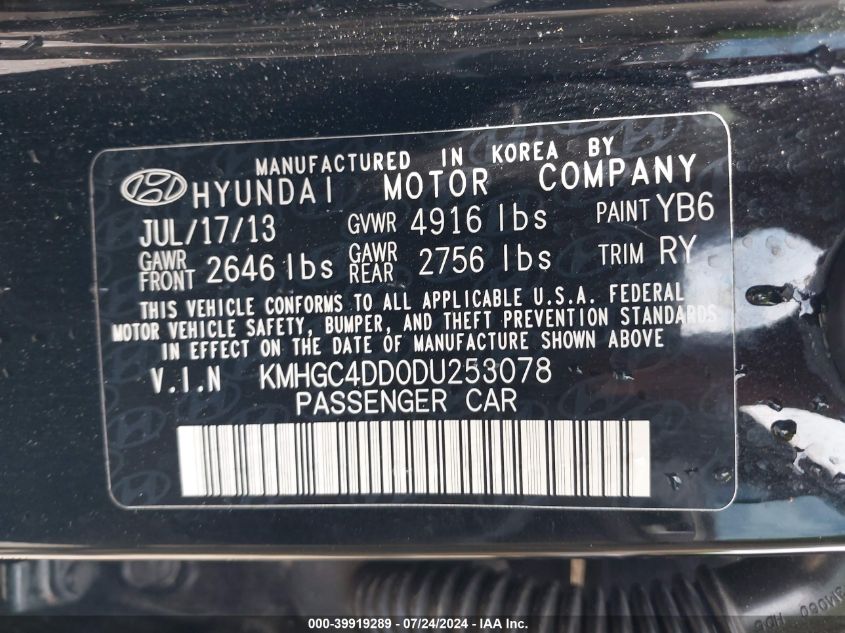 MANUFACTURED IN KOREA BY
HYUNDAI MOTOR COMPANY
JUL/17/13 GVWR 4916 lbs PAINT YB6
GAWR FRONT 2646 lbs GAWR REAR 2756 lbs TRIM RY
THIS VEHICLE CONFORMS TO ALL APPLICABLE U.S.A. FEDERAL
MOTOR VEHICLE SAFETY, BUMPER, AND THEFT PREVENTION STANDARDS
IN EFFECT ON THE DATE OF MANUFACTURE SHOWN ABOVE
V.I.N KMHGC4DD0DU253078
PASSENGER CAR
000-39919289 - 07/24/2024 - IAA Inc.